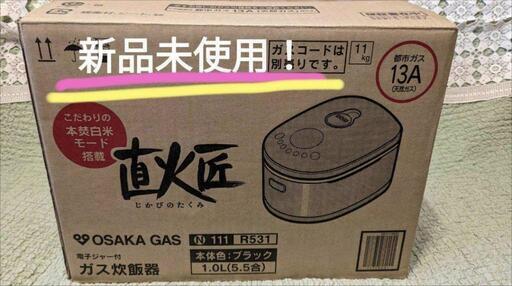 新品未使用!
ガスコードは
別売りです。
11
kg
都市ガス
13A
(天然ガス)
こだわりの
本焚白米
モード
搭載
直火匠
じかびのたくみ
OSAKA GAS
N 111 R531
電子ジャー付
ガス炊飯器
本体色:ブラック
1.0L(5.5合)